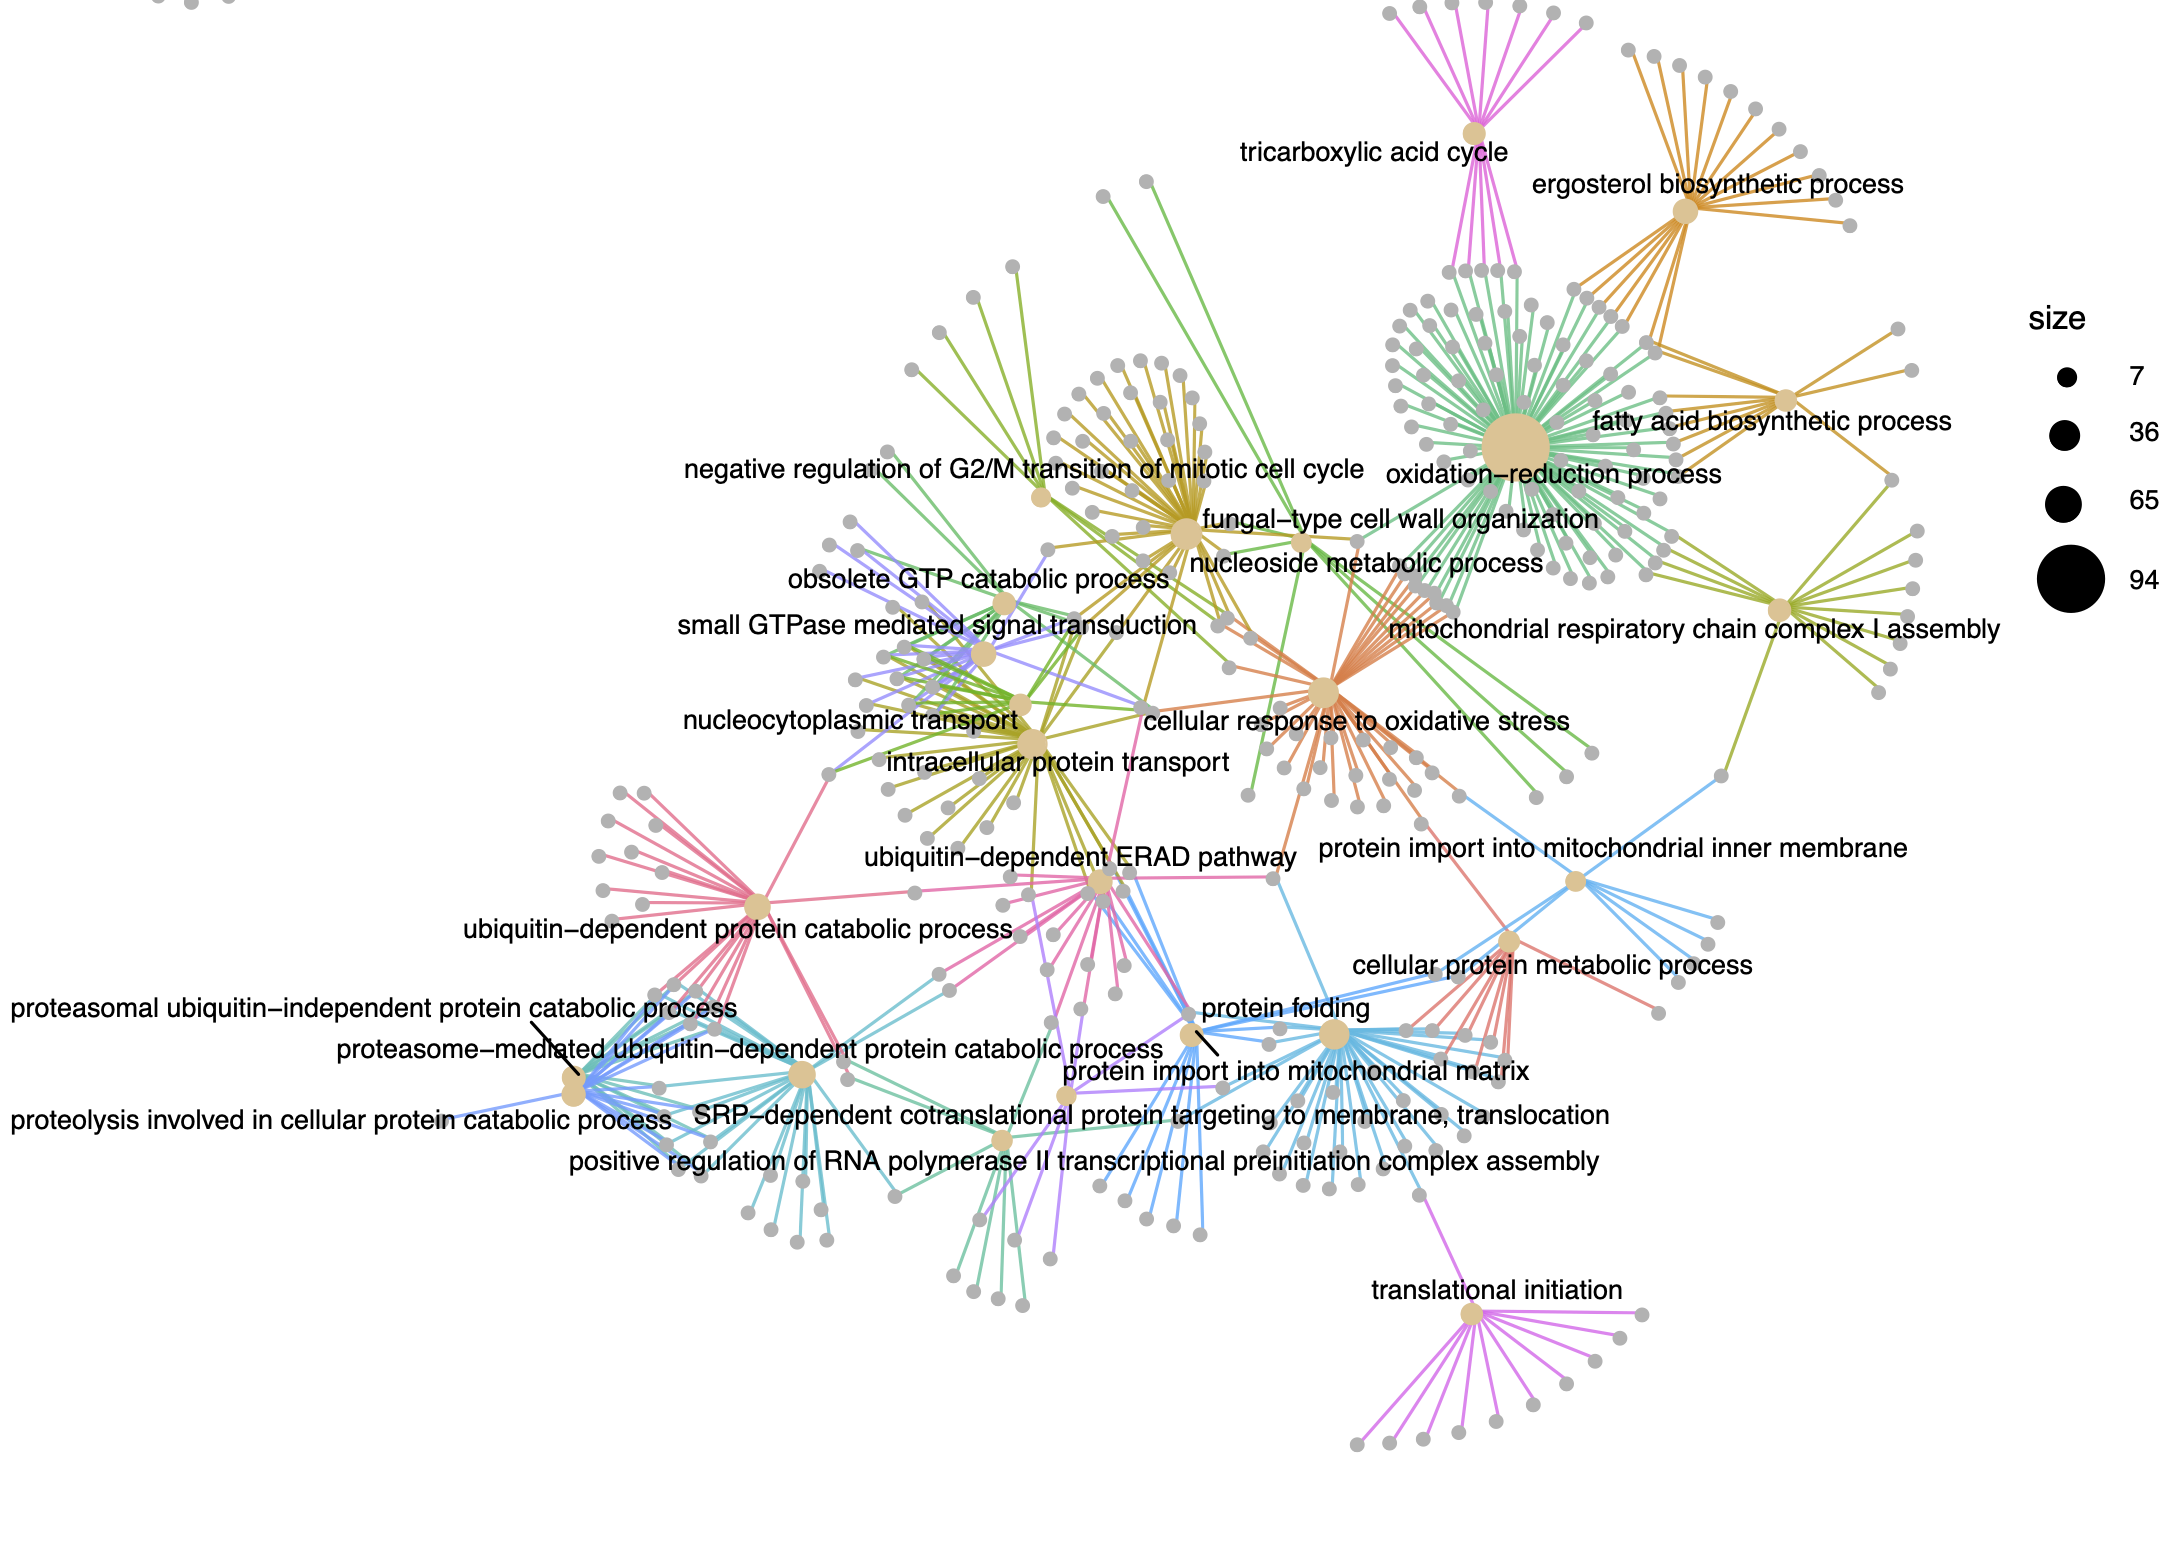 tricarboxylic acid cycle
ergosterol biosynthetic process
size
7
36
65
94
fatty acid biosynthetic process
negative regulation of G2/M transition of mitotic cell cycle
oxidation−reduction process
fungal−type cell wall organization
nucleoside metabolic process
obsolete GTP catabolic process
small GTPase mediated signal transduction
mitochondrial respiratory chain complex I assembly
nucleocytoplasmic transport
cellular response to oxidative stress
intracellular protein transport
ubiquitin−dependent ERAD pathway
protein import into mitochondrial inner membrane
ubiquitin−dependent protein catabolic process
cellular protein metabolic process
proteasomal ubiquitin−independent protein catabolic process
protein folding
proteasome−mediated ubiquitin−dependent protein catabolic process
protein import into mitochondrial matrix
proteolysis involved in cellular protein catabolic process
SRP−dependent cotranslational protein targeting to membrane, translocation
positive regulation of RNA polymerase II transcriptional preinitiation complex assembly
translational initiation